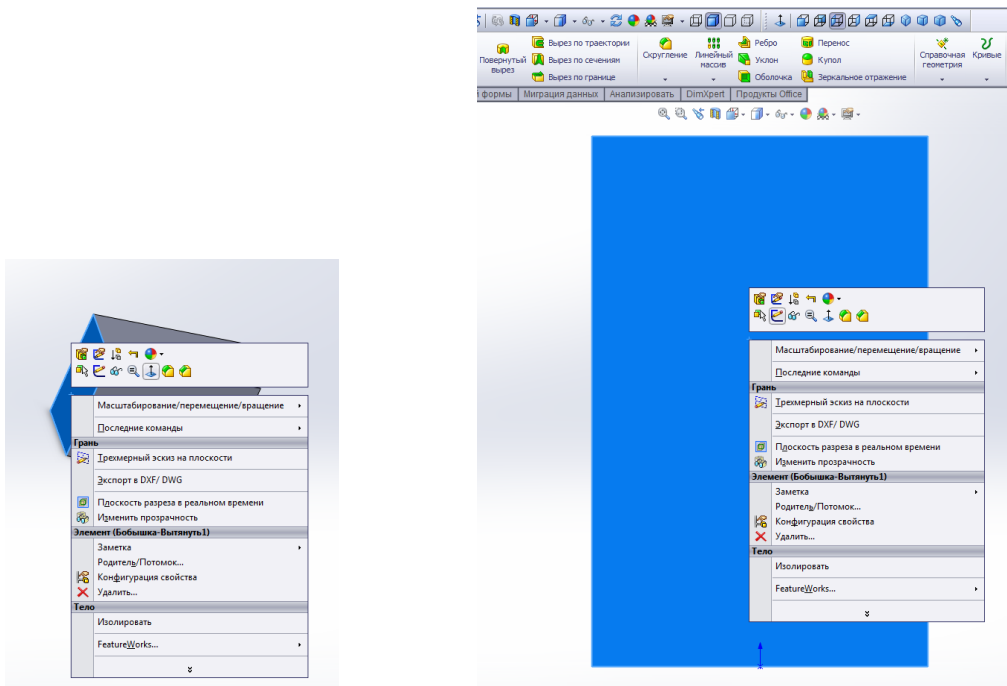 Повернутый вырез
Вырез по траектории
Вырез по сечениям
Вырез по границе
Скругление
Линейный массив
Ребро
Уклон
Оболочка
Перенос
Купол
Зеркальное отражение
Справочная геометрия
Кривые
формы
Миграция данных
Анализировать
DimXpert
Продукты Office
Масштабирование/перемещение/вращение
Последние команды
Грань
Трехмерный эскиз на плоскости
Экспорт в DXF/ DWG
Плоскость разреза в реальном времени
Изменить прозрачность
Элемент (Бобышка-Вытянуть1)
Заметка
Родитель/Потомок...
Конфигурация свойства
Удалить...
Тело
Изолировать
FeatureWorks...
Масштабирование/перемещение/вращение
Последние команды
Грань
Трехмерный эскиз на плоскости
Экспорт в DXF/ DWG
Плоскость разреза в реальном времени
Изменить прозрачность
Элемент (Бобышка-Вытянуть1)
Заметка
Родитель/Потомок...
Конфигурация свойства
Удалить...
Тело
Изолировать
FeatureWorks...